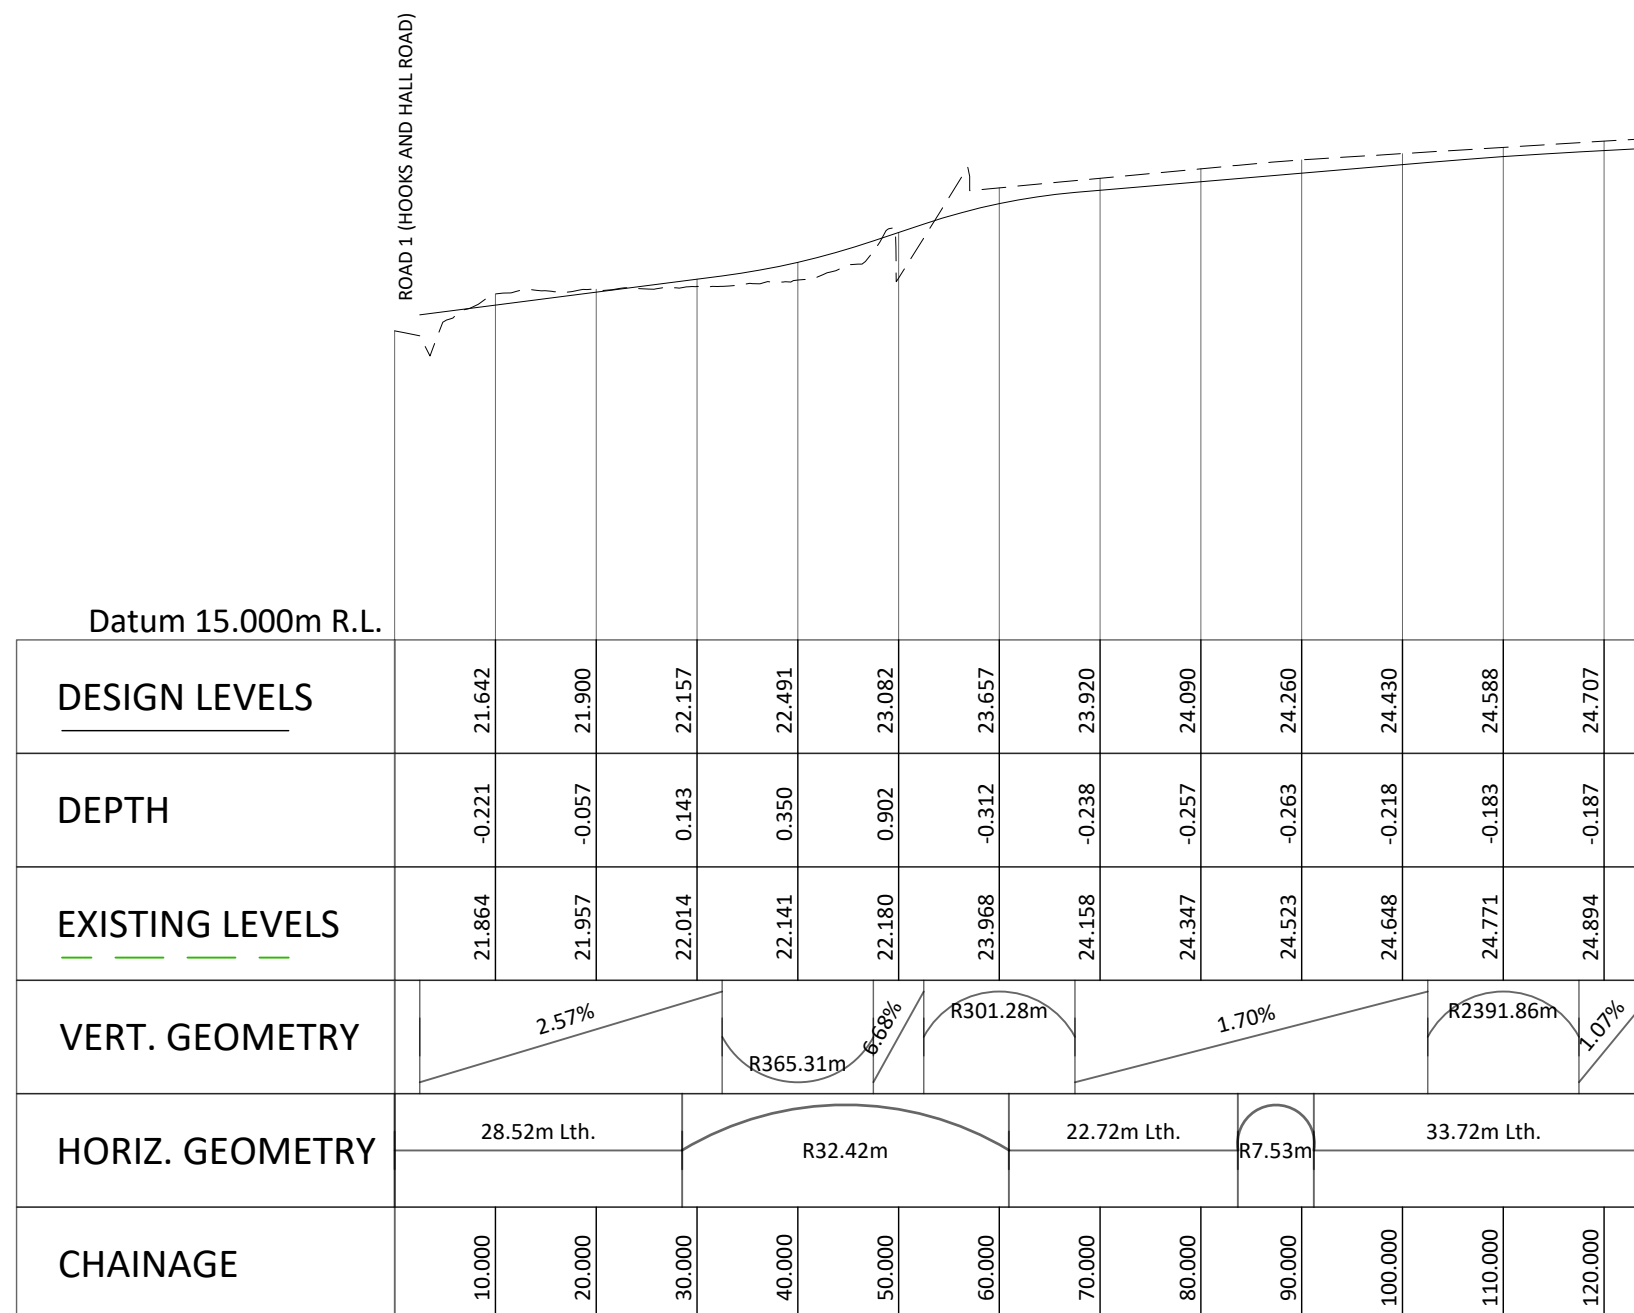 ROAD 1 (HOOKS AND HALL ROAD)
Datum 15.000m R.L.
DESIGN LEVELS 21.642 21.900 22.157 22.491 23.082 23.657 23.920 24.090 24.260 24.430 24.588 24.707
DEPTH -0.221 -0.057 0.143 0.350 0.902 -0.312 -0.238 -0.257 -0.263 -0.218 -0.183 -0.187
EXISTING LEVELS 21.864 21.957 22.014 22.141 22.180 23.968 24.158 24.347 24.523 24.648 24.771 24.894
VERT. GEOMETRY 2.57% R365.31m 6.68% R301.28m 1.70% R2391.86m 1.07%
HORIZ. GEOMETRY 28.52m Lth. R32.42m 22.72m Lth. R7.53m 33.72m Lth.
CHAINAGE 10.000 20.000 30.000 40.000 50.000 60.000 70.000 80.000 90.000 100.000 110.000 120.000